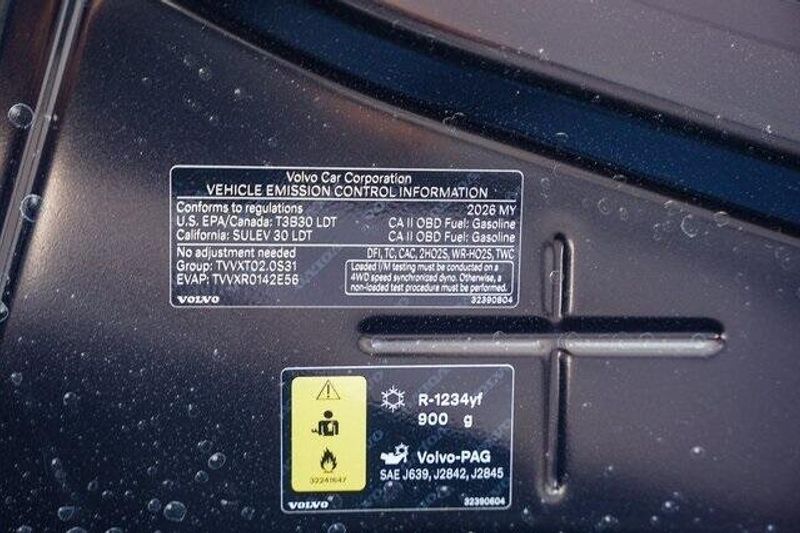 Volvo Car Corporation
VEHICLE EMISSION CONTROL INFORMATION
Conforms to regulations 2026 MY
U.S. EPA/Canada: T3B30 LDT CA II OBD Fuel: Gasoline
California: SULEV 30 LDT CA II OBD Fuel: Gasoline
No adjustment needed DFI, TC, CAC, 2HO2S, WR-HO2S, TWC
Group: TVVXT02.0S31
EVAP: TVVXR0142E56
Loaded I/M testing must be conducted on a
4WD speed synchronized dyno. Otherwise, a
non-loaded test procedure must be performed.
VOLVO 32390804
R-1234yf
900 g
Volvo-PAG
SAE J639, J2842, J2845
32241647
VOLVO 32390604